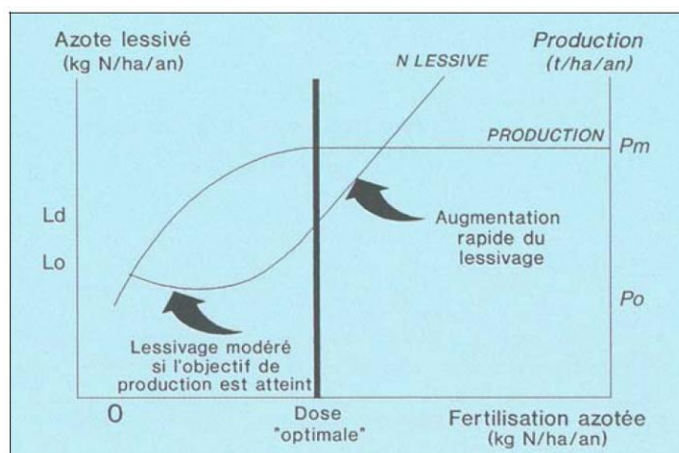 Azote lessivé
(kg N/ha/an)
Production
(t/ha/an)
N LESSIVE
PRODUCTION
Pm
Ld
Lo
Augmentation
rapide du
lessivage
Po
Lessivage modéré
si l'objectif de
production est atteint
O
Dose
"optimale"
Fertilisation azotée
(kg N/ha/an)